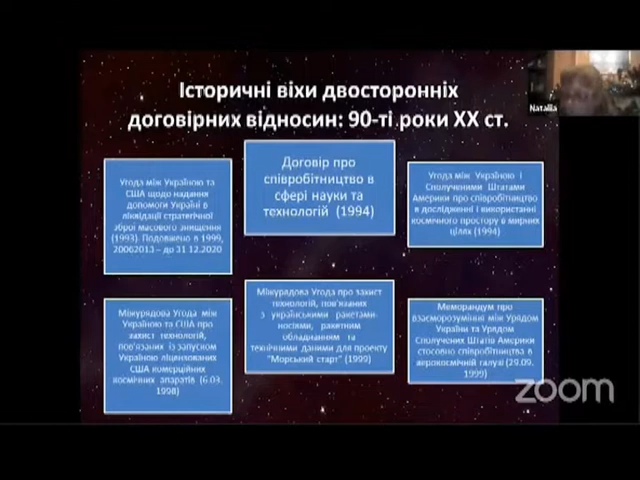 Історичні віхи двосторонніх
договірних відносин: 90-ті роки XX ст.
Natalia
Угода між Україною та
США щодо надання
допомоги Україні в
ліквідації стратегічної
зброї масового знищення
(1993). Подовжено в 1999,
20062013 – до 31.12.2020
Договір про
співробітництво в
сфері науки та
технологій (1994)
Угода між Україною і
Сполученими Штатами
Америки про співробітництво
в дослідженні і використанні
космічного простору в мирних
цілях (1994)
Міжурядова Угода між
Україною та США про
захист технологій,
пов'язаних із запуском
Україною ліцензованих
США комерційних
космічних апаратів (6.03.
1998)
Міжурядова Угода про захист
технологій, пов'язаних
з українськими ракетами-
носіями, ракетним
обладнанням та
технічними даними для проекту
"Морський старт" (1999)
Меморандум про
взаєморозуміння між Урядом
України та Урядом
Сполучених Штатів Америки
стосовно співробітництва в
аерокосмічній галузі (29.09.
1999)
zoom